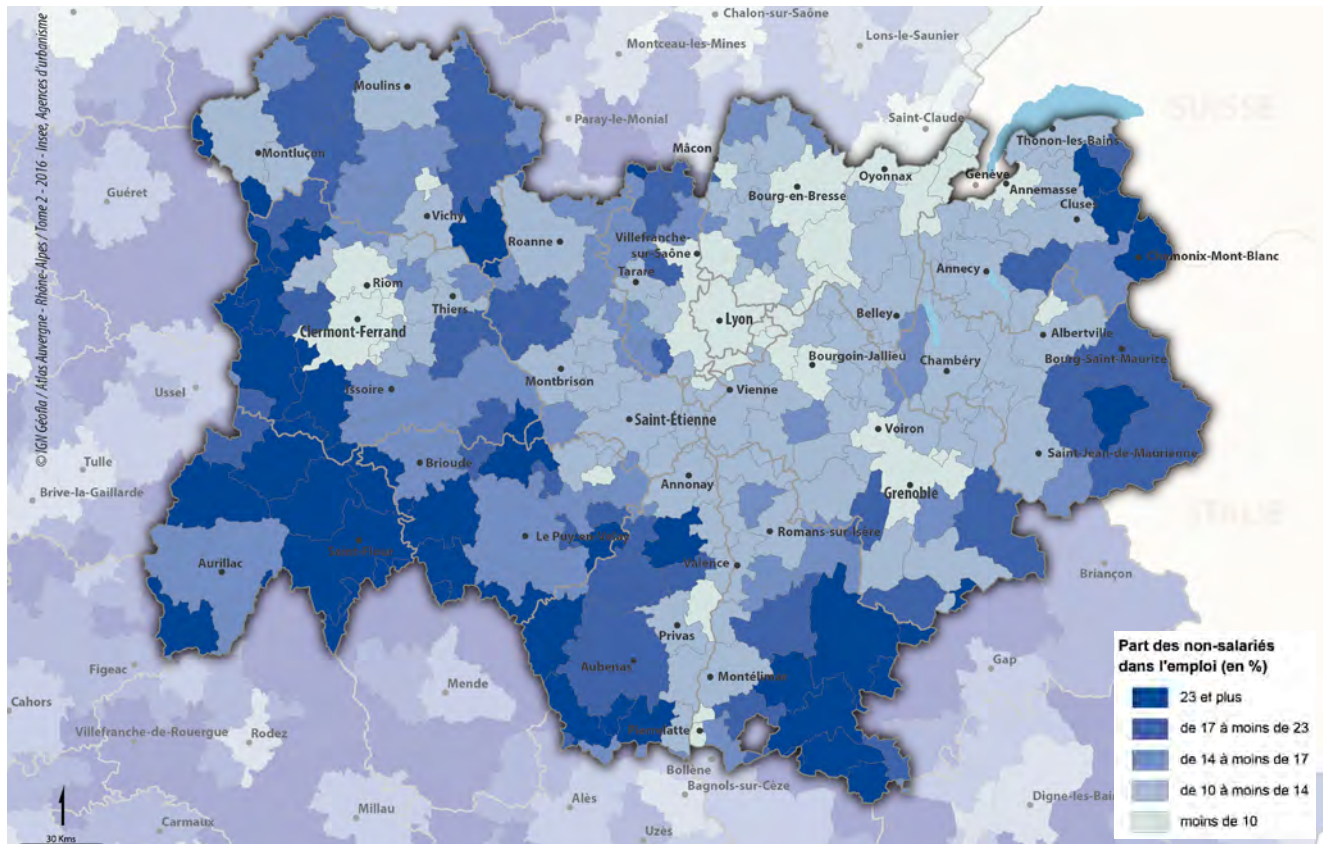 © IGN Géofla / Atlas Auvergne - Rhône-Alpes / Tome 2 - 2016 - Insee, Agences d'urbanisme
Chalon-sur-Saône
Montceau-les-Mines
Lons-le-Saunier
Moulins
SUISSE
Paray-le-Monial
Saint-Claude
Thonon-les-Bains
Montluçon
Mâcon
Oyonnax
Genève
Annemasse
Guéret
Bourg-en-Bresse
Cluses
Vichy
Roanne
Villefranche-
sur-Saône
Chamonix-Mont-Blanc
Annecy
Tarare
Riom
Thiers
Belley
Lyon
Clermont-Ferrand
Albertville
Bourgoin-Jallieu
Chambéry
Bourg-Saint-Maurice
Montbrison
Issoire
Vienne
Ussel
Saint-Étienne
Voiron
Saint-Jean-de-Maurienne
Brioude
Tulle
Annonay
Grenoble
Brive-la-Gaillarde
ITALIE
Le Puy-en-Velay
Romans-sur-Isère
Saint-Flour
Aurillac
Valence
Briançon
Privas
Figeac
Aubenas
Montélimar
Gap
Mende
Cahors
Villefranche-de-Rouergue
Rodez
Pierrelatte
Bollène
Bagnols-sur-Cèze
Alès
Millau
Digne-les-Bai
Carmaux
Uzès
30 Kms
Part des non-salariés
dans l'emploi (en %)
23 et plus
de 17 à moins de 23
de 14 à moins de 17
de 10 à moins de 14
moins de 10